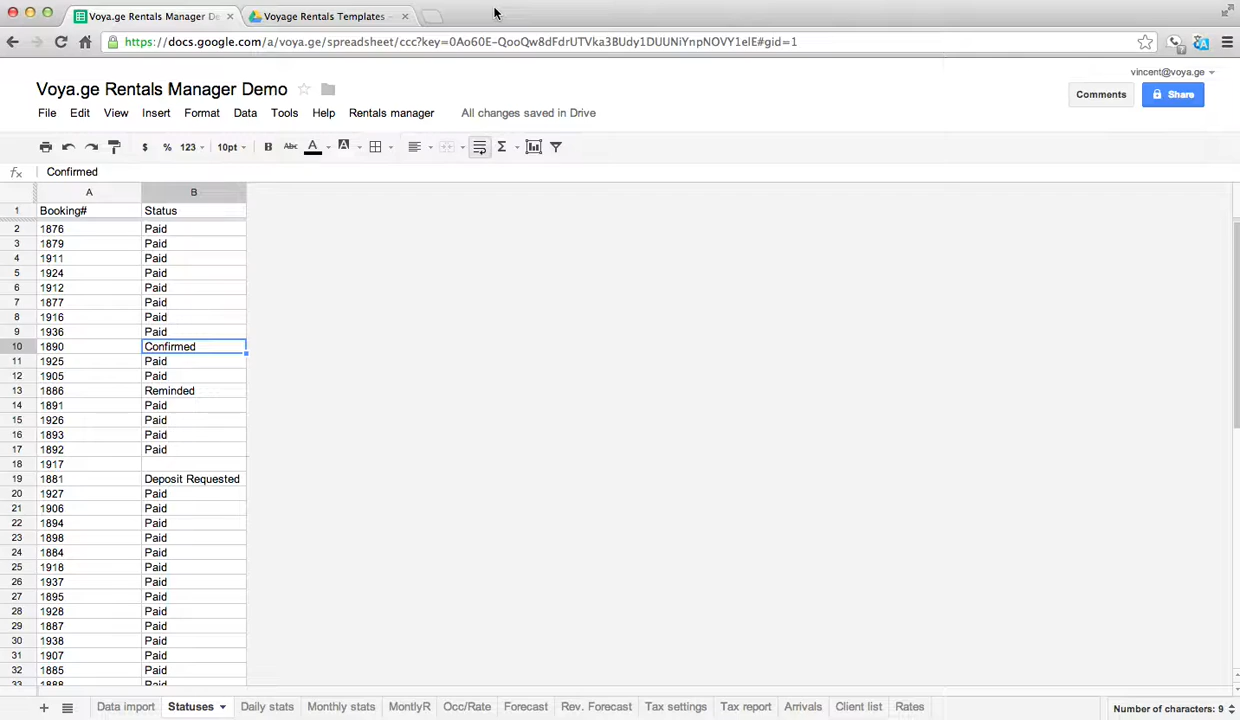 Voya.ge Rentals Manager De
Voyage Rentals Templates
https://docs.google.com/a/voya.ge/spreadsheet/ccc?key=0Ao60E-QooQw8dFdrUTVka3BUdy1DUUNiYnpNOVY1elE#gid=1
vincent@voya.ge
Voya.ge Rentals Manager Demo
Comments
Share
File Edit View Insert Format Data Tools Help Rentals manager All changes saved in Drive
$ % 123 10pt B Abc A A Σ
fx Confirmed
A B
1 Booking# Status
2 1876 Paid
3 1879 Paid
4 1911 Paid
5 1924 Paid
6 1912 Paid
7 1877 Paid
8 1916 Paid
9 1936 Paid
10 1890 Confirmed
11 1925 Paid
12 1905 Paid
13 1886 Reminded
14 1891 Paid
15 1926 Paid
16 1893 Paid
17 1892 Paid
18 1917
19 1881 Deposit Requested
20 1927 Paid
21 1906 Paid
22 1894 Paid
23 1898 Paid
24 1884 Paid
25 1918 Paid
26 1937 Paid
27 1895 Paid
28 1928 Paid
29 1887 Paid
30 1938 Paid
31 1907 Paid
32 1885 Paid
33 1888 Paid
Data import Statuses Daily stats Monthly stats MontlyR Occ/Rate Forecast Rev. Forecast Tax settings Tax report Arrivals Client list Rates
Number of characters: 9